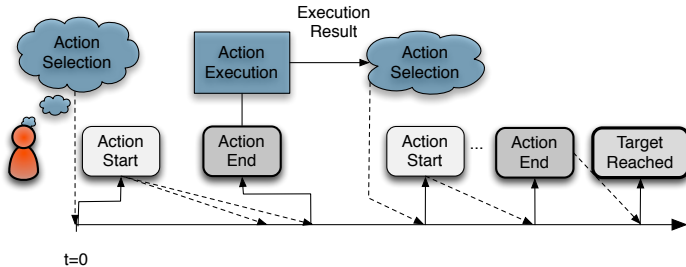 Action
Selection
Action
Execution
Execution
Result
Action
Selection
Action
Start
Action
End
Action
Start
...
Action
End
Target
Reached
t=0